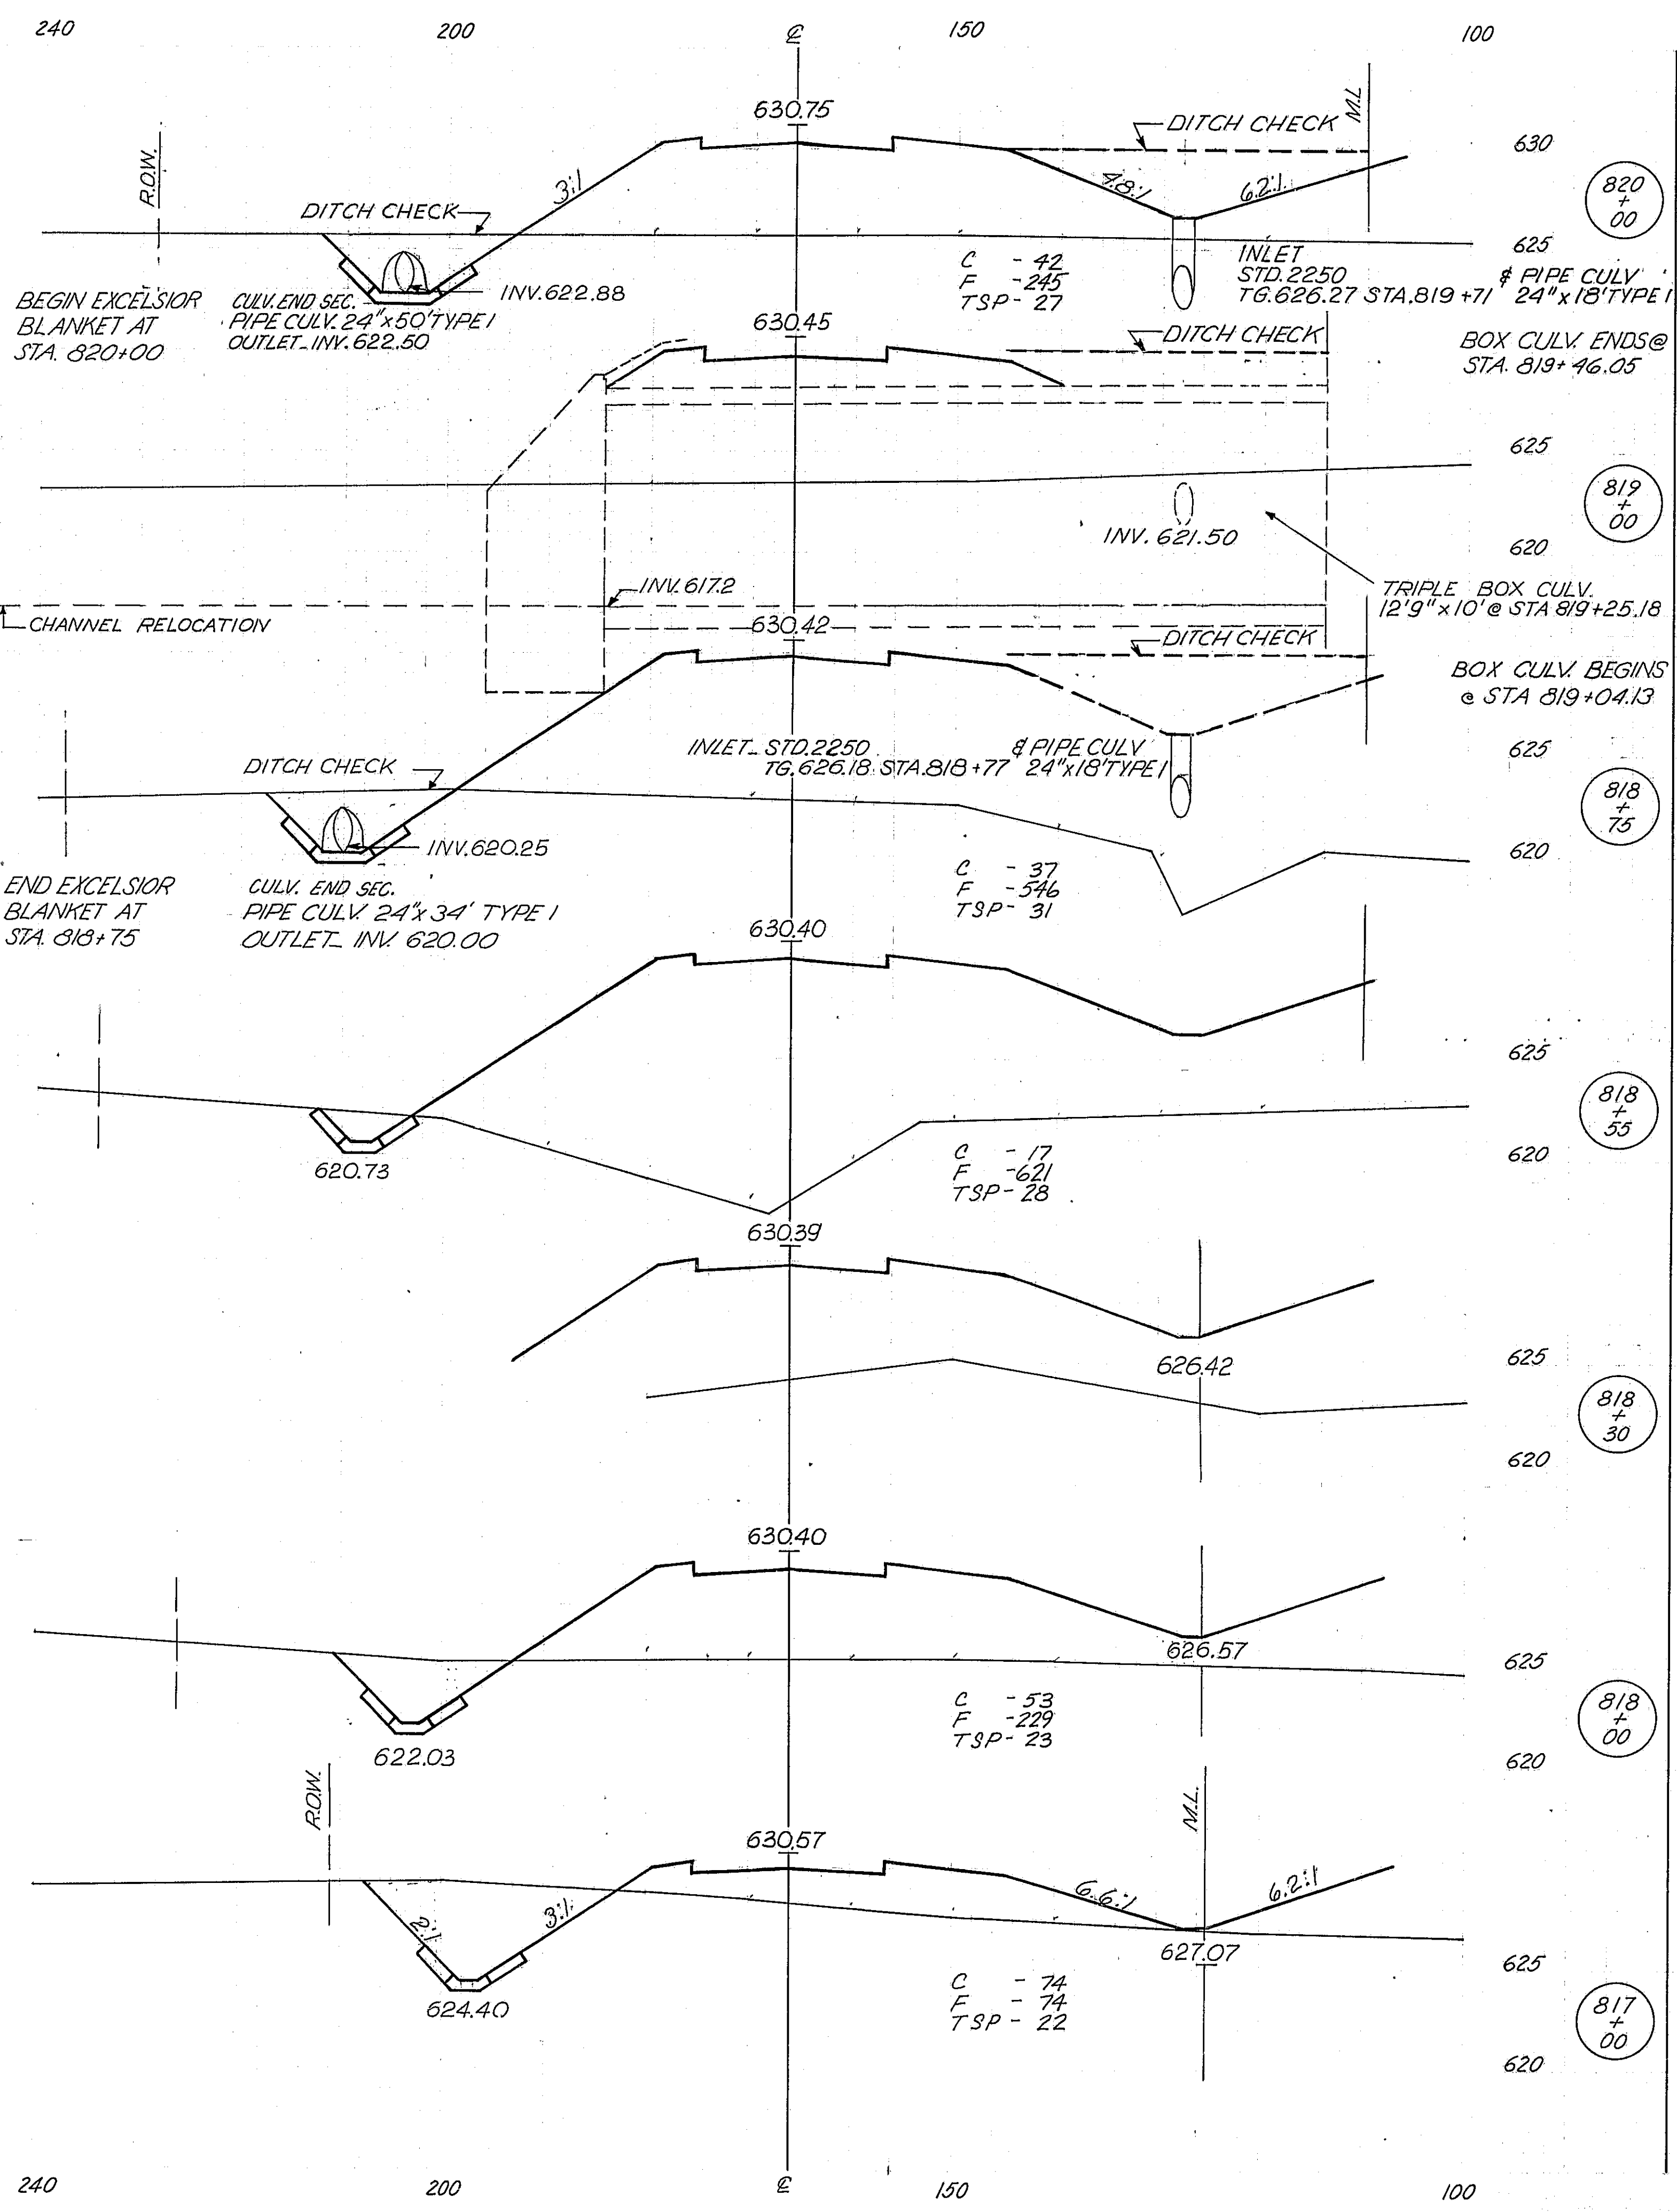 240 200 ℄ 150 100
630.75
M.L
DITCH CHECK
630
R.O.W.
3:1
4.8:1
6.2:1
820
+
00
DITCH CHECK
625
C - 42
F - 245
TSP - 27
INLET
STD. 2250
TG. 626.27 STA. 819+71
& PIPE CULV
24"x18' TYPE I
INV. 622.88
BEGIN EXCELSIOR
BLANKET AT
STA. 820+00
CULV. END SEC.
PIPE CULV. 24"x50' TYPE I
OUTLET INV. 622.50
630.45
DITCH CHECK
BOX CULV. ENDS @
STA. 819+46.05
625
819
+
00
INV. 621.50
620
INV. 617.2
TRIPLE BOX CULV.
12'9"x10' @ STA 819+25.18
CHANNEL RELOCATION
630.42
DITCH CHECK
BOX CULV. BEGINS
@ STA 819+04.13
INLET STD. 2250
TG. 626.18 STA. 818+77
& PIPE CULV
24"x18' TYPE I
625
DITCH CHECK
818
+
75
INV. 620.25
620
C - 37
F - 546
TSP - 31
END EXCELSIOR
BLANKET AT
STA. 818+75
CULV. END SEC.
PIPE CULV. 24"x34' TYPE I
OUTLET INV. 620.00
630.40
625
818
+
55
620.73
C - 17
F - 621
TSP - 28
620
630.39
626.42
625
818
+
30
620
630.40
626.57
625
C - 53
F - 229
TSP - 23
818
+
00
622.03
620
R.O.W.
M.L.
630.57
2:1
3:1
6.6:1
6.2:1
627.07
625
624.40
C - 74
F - 74
TSP - 22
817
+
00
620
240 200 ℄ 150 100